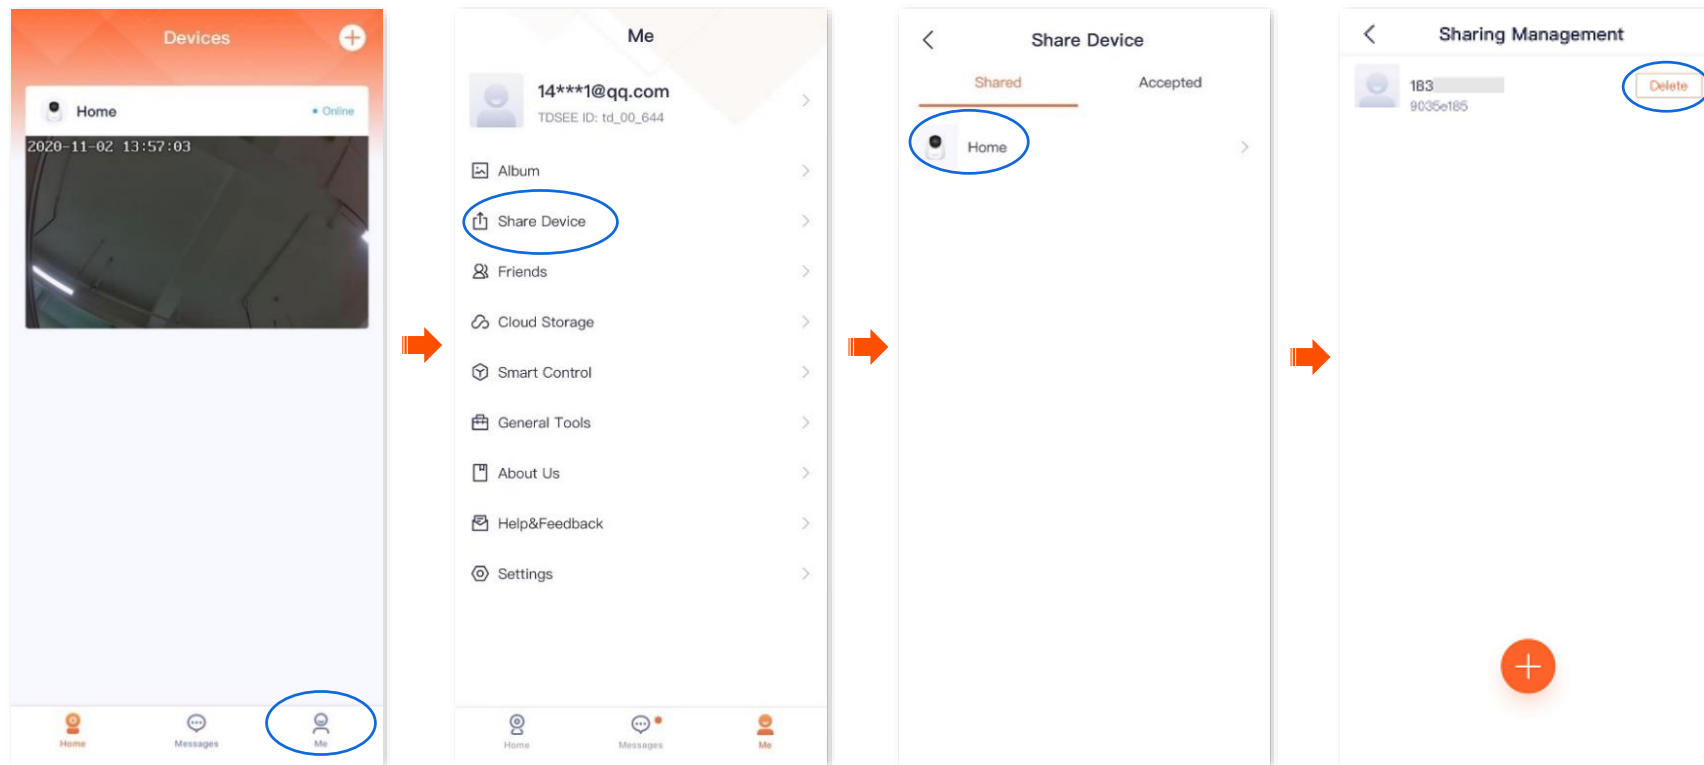 Devices
Home
Online
2020-11-02 13:57:03
Home
Messages
Me
Me
14***1@qq.com
TDSEE ID: td_00_644
Album
Share Device
Friends
Cloud Storage
Smart Control
General Tools
About Us
Help&Feedback
Settings
Home
Messages
Me
Share Device
Shared
Accepted
Home
Sharing Management
183
9035e185
Delete